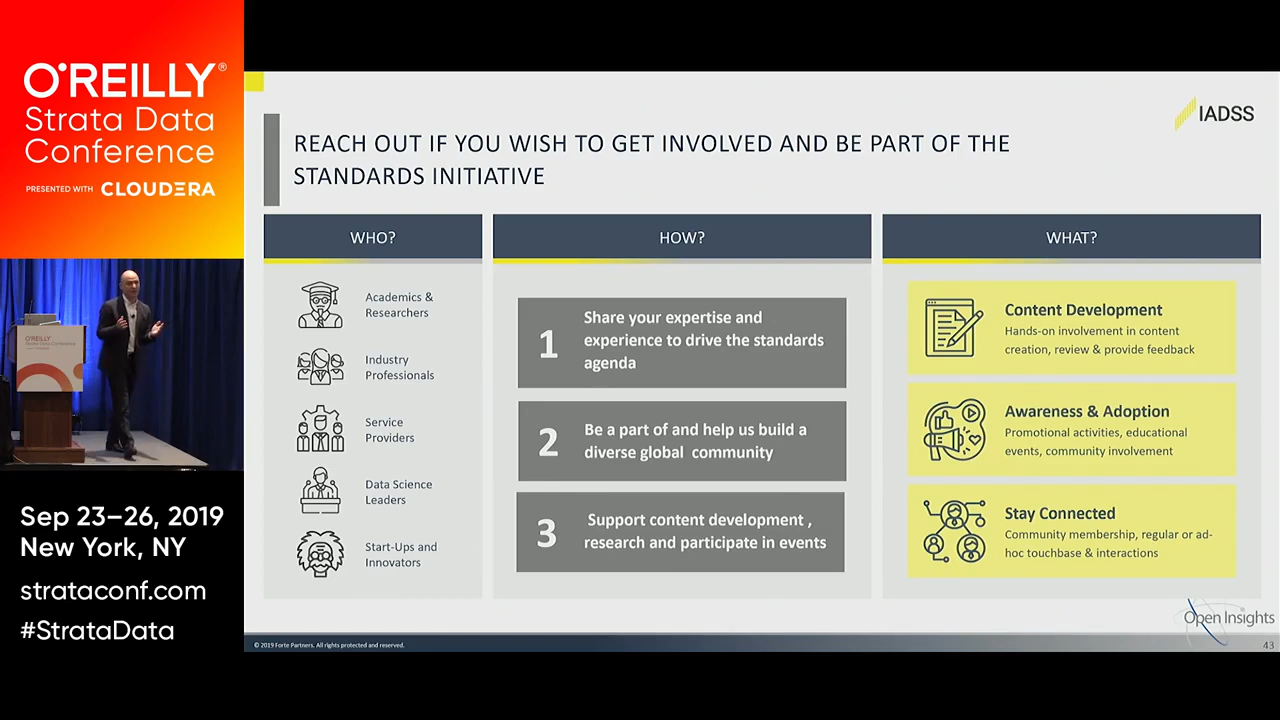 O'REILLY®
Strata Data
Conference
PRESENTED WITH CLOUDERA
O'REILLY
Strata Data Conference
Sep 23–26, 2019
New York, NY
strataconf.com
#StrataData
IADSS
REACH OUT IF YOU WISH TO GET INVOLVED AND BE PART OF THE
STANDARDS INITIATIVE
WHO?
Academics &
Researchers
Industry
Professionals
Service
Providers
Data Science
Leaders
Start-Ups and
Innovators
HOW?
1
Share your expertise and
experience to drive the standards
agenda
2
Be a part of and help us build a
diverse global community
3
Support content development ,
research and participate in events
WHAT?
Content Development
Hands-on involvement in content
creation, review & provide feedback
Awareness & Adoption
Promotional activities, educational
events, community involvement
Stay Connected
Community membership, regular or ad-
hoc touchbase & interactions
Open Insights
© 2019 Forte Partners. All rights protected and reserved.
43